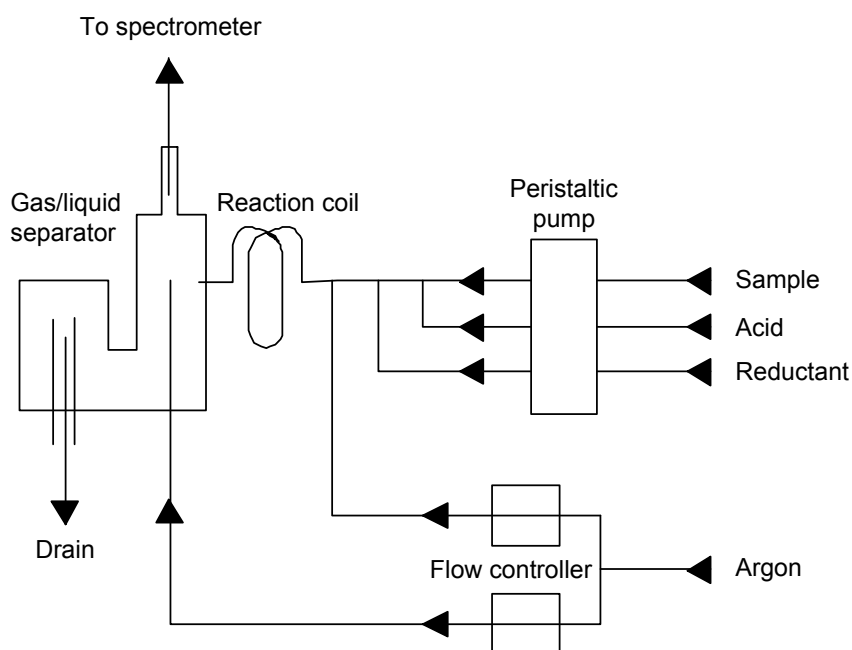 To spectrometer
Gas/liquid
separator
Reaction coil
Peristaltic
pump
Sample
Acid
Reductant
Drain
Flow controller
Argon